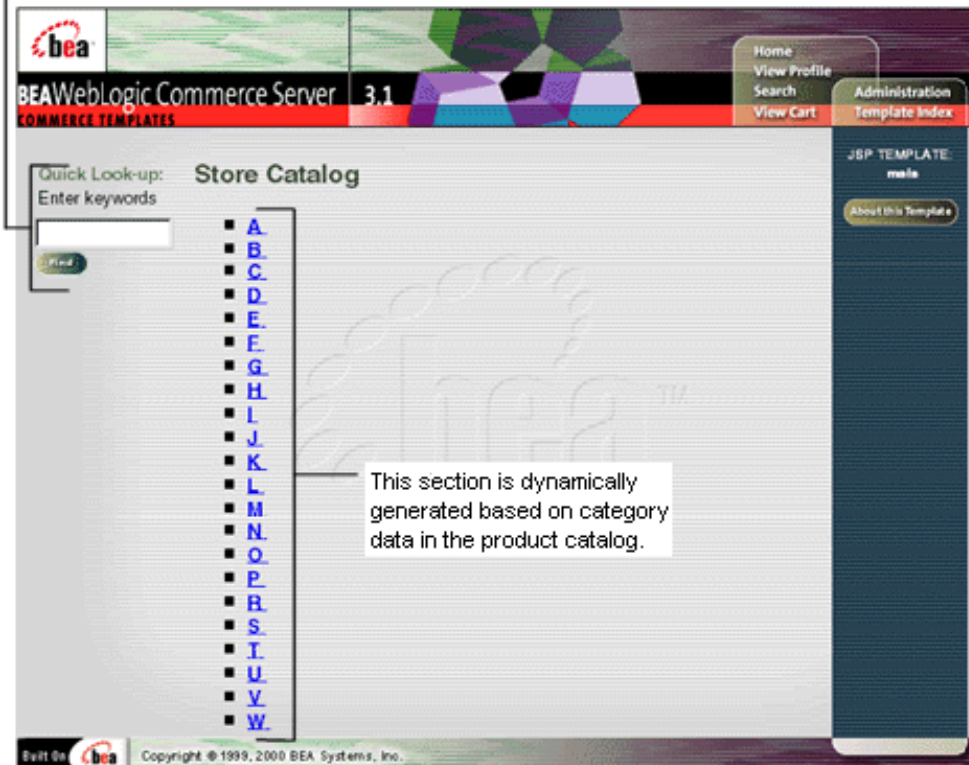 bea
BEAWebLogic Commerce Server 3.1
COMMERCE TEMPLATES
Home
View Profile
Search
View Cart
Administration
Template Index
JSP TEMPLATE:
main
About this Template
Quick Look-up:
Enter keywords
Find
Store Catalog
A
B
C
D
E
F
G
H
I
J
K
L
M
N
O
P
R
S
T
U
V
W
bea TM
This section is dynamically
generated based on category
data in the product catalog.
Built On bea
Copyright © 1999, 2000 BEA Systems, Inc.